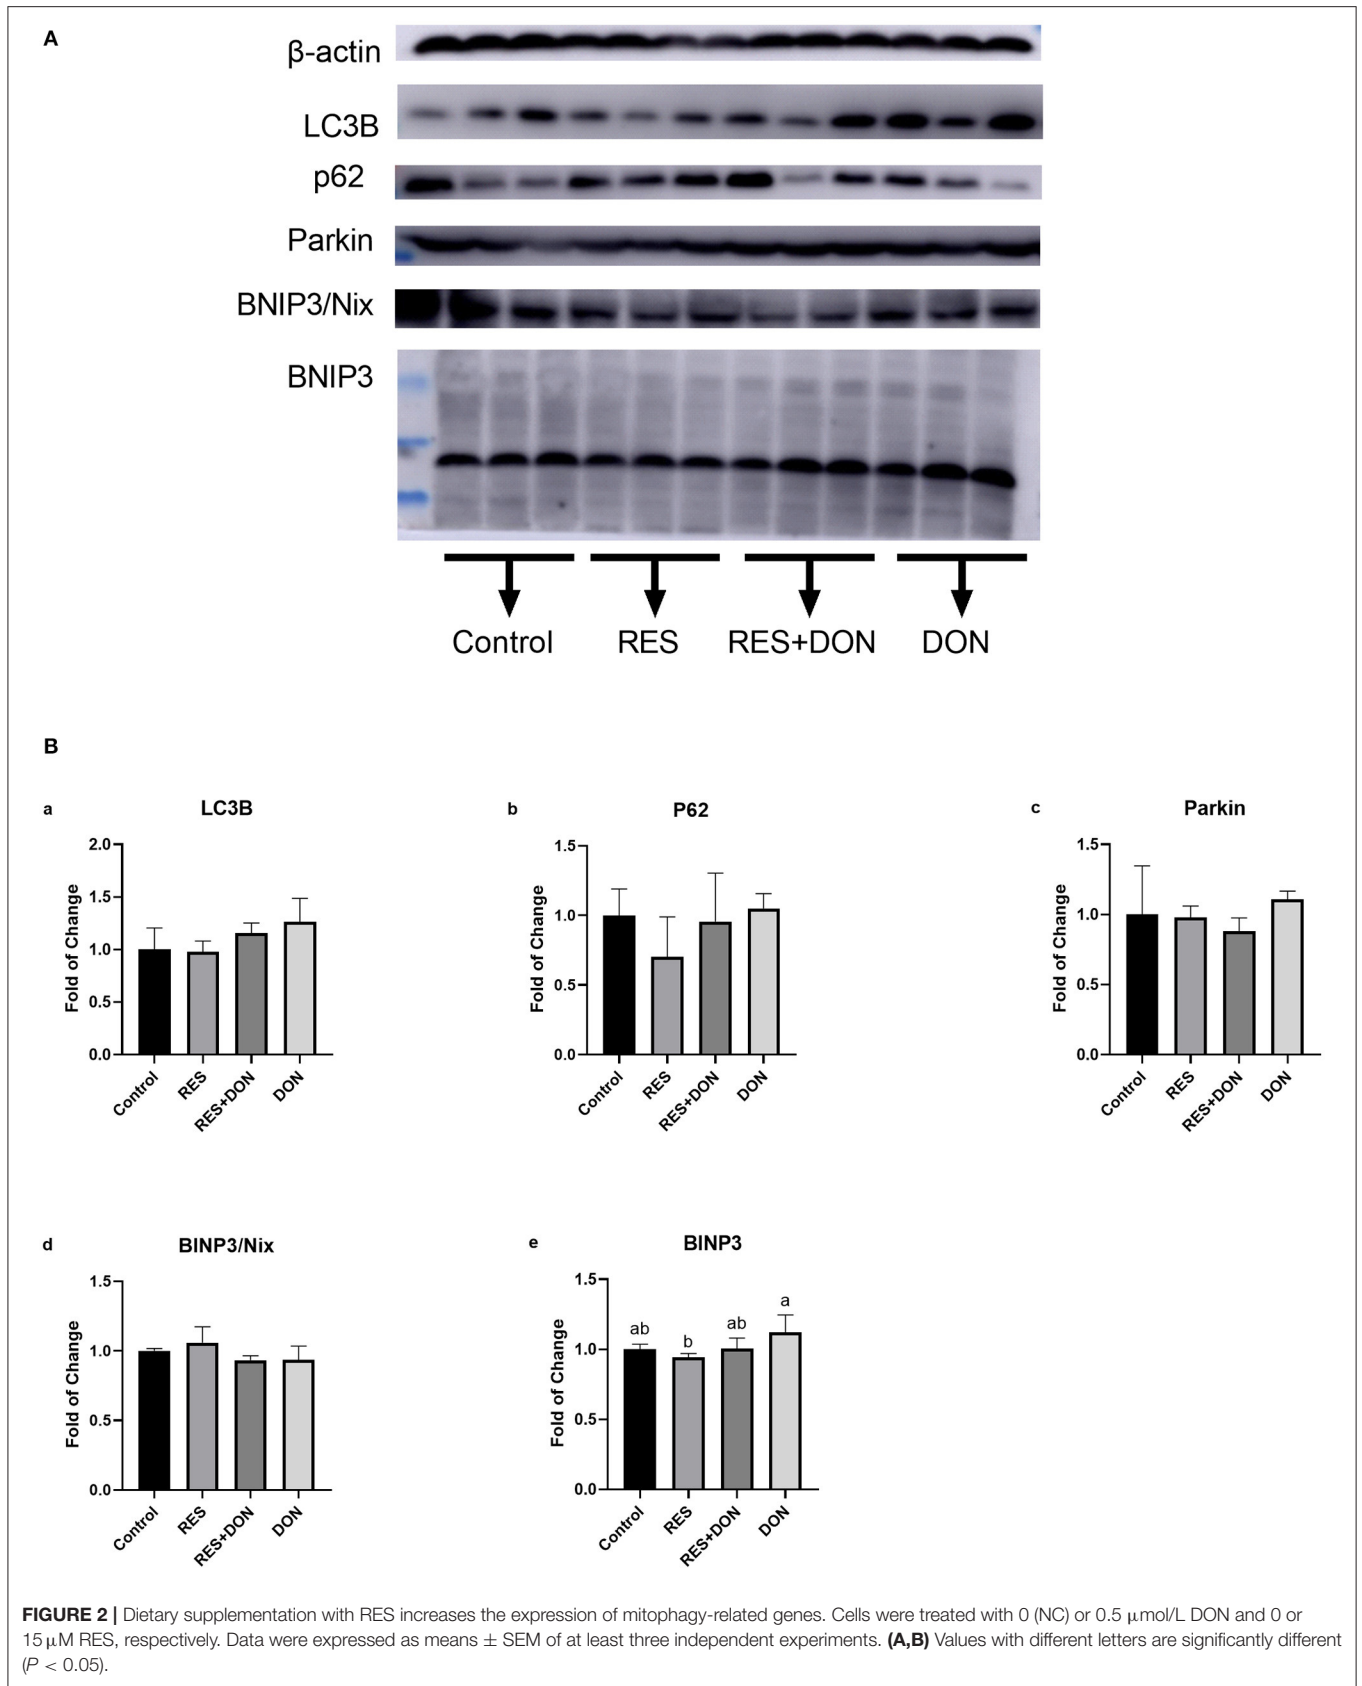 A
β-actin
LC3B
p62
Parkin
BNIP3/Nix
BNIP3
Control RES RES+DON DON
B
a LC3B
2.0
1.5
1.0
0.5
0.0
Fold of Change
Control RES RES+DON DON
b P62
1.5
1.0
0.5
0.0
Fold of Change
Control RES RES+DON DON
c Parkin
1.5
1.0
0.5
0.0
Fold of Change
Control RES RES+DON DON
d BINP3/Nix
1.5
1.0
0.5
0.0
Fold of Change
Control RES RES+DON DON
e BINP3
1.5
1.0
0.5
0.0
Fold of Change
ab b ab a
Control RES RES+DON DON
FIGURE 2 | Dietary supplementation with RES increases the expression of mitophagy-related genes. Cells were treated with 0 (NC) or 0.5 μmol/L DON and 0 or
15 μM RES, respectively. Data were expressed as means ± SEM of at least three independent experiments. (A,B) Values with different letters are significantly different
(P < 0.05).